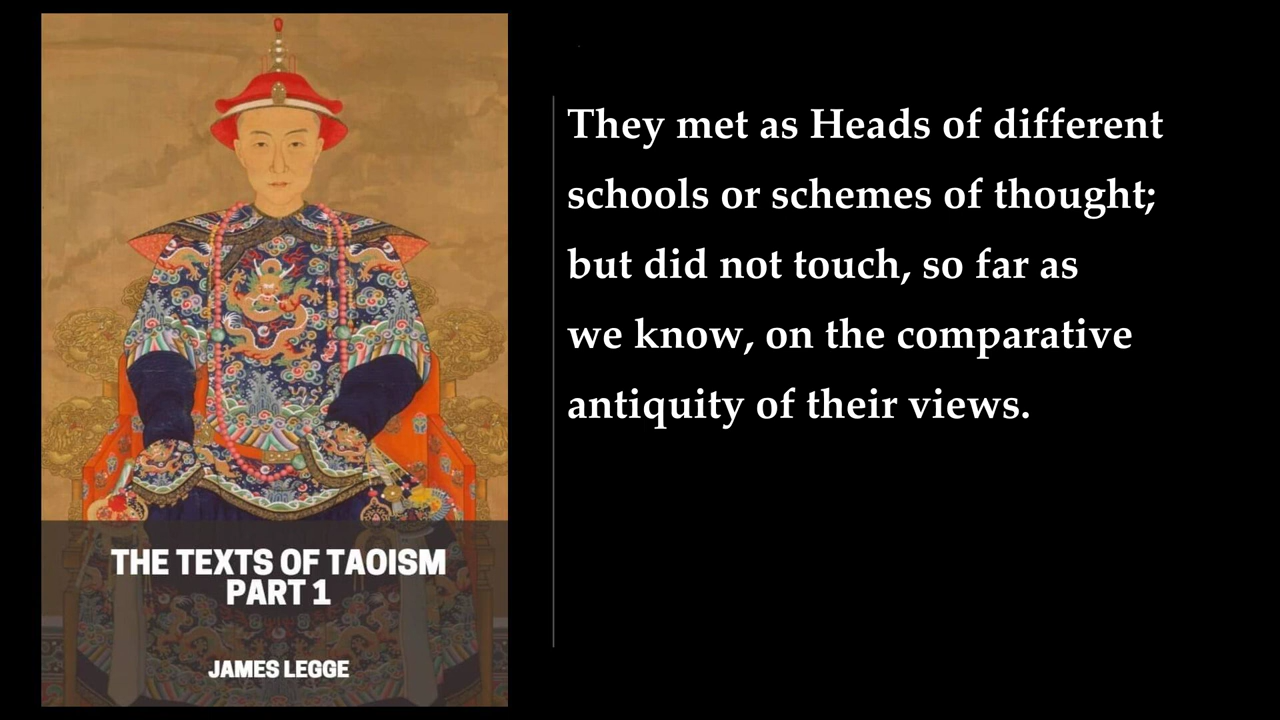 They met as Heads of different
schools or schemes of thought;
but did not touch, so far as
we know, on the comparative
antiquity of their views.
THE TEXTS OF TAOISM
PART 1
JAMES LEGGE